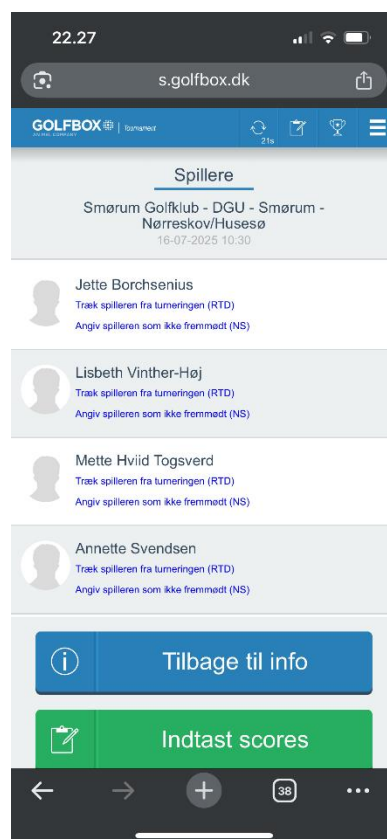 22.27
s.golfbox.dk
GOLFBOX | Tournament
21s
Spillere
Smørum Golfklub - DGU - Smørum -
Nørreskov/Husesø
16-07-2025 10:30
Jette Borchsenius
Træk spilleren fra turneringen (RTD)
Angiv spilleren som ikke fremmødt (NS)
Lisbeth Vinther-Høj
Træk spilleren fra turneringen (RTD)
Angiv spilleren som ikke fremmødt (NS)
Mette Hviid Togsverd
Træk spilleren fra turneringen (RTD)
Angiv spilleren som ikke fremmødt (NS)
Annette Svendsen
Træk spilleren fra turneringen (RTD)
Angiv spilleren som ikke fremmødt (NS)
Tilbage til info
Indtast scores
38